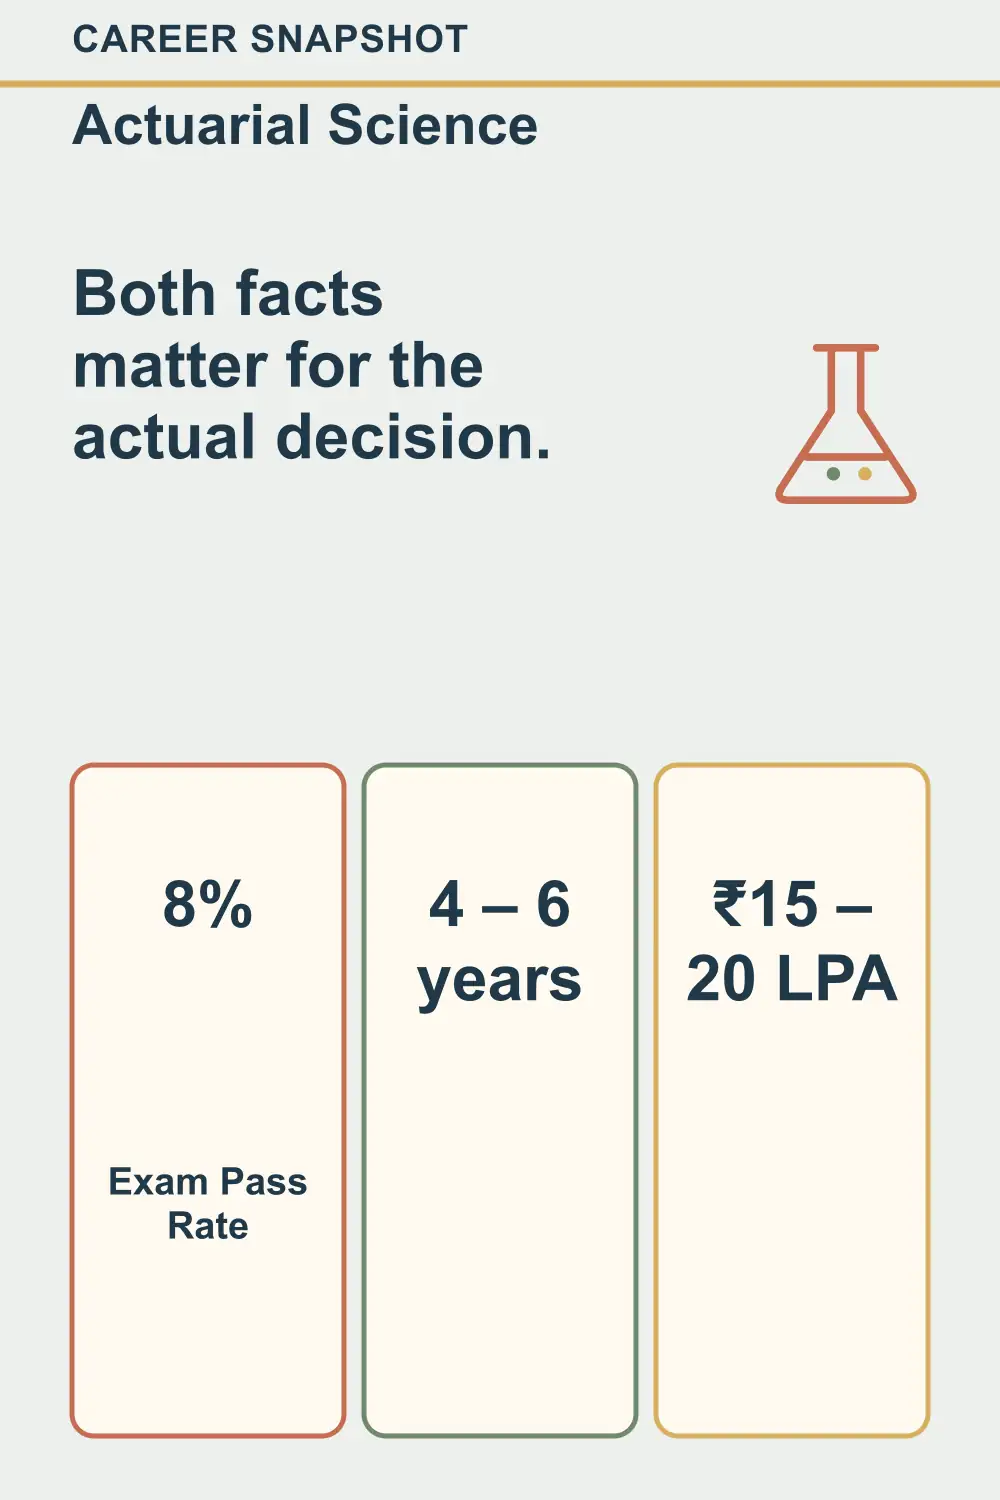 CAREER SNAPSHOT
Actuarial Science
Both facts
matter for the
actual decision.
8%
4 – 6
years
₹15 –
20 LPA
Exam Pass
Rate